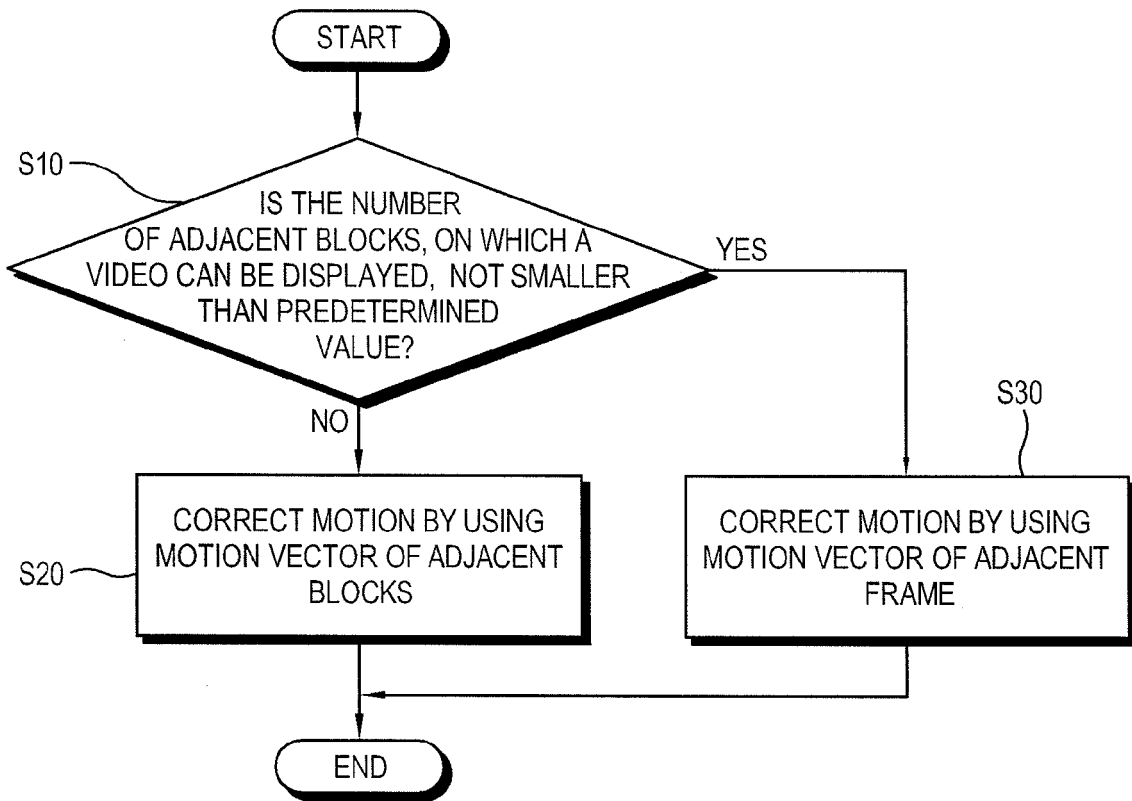 START
S10
IS THE NUMBER
OF ADJACENT BLOCKS, ON WHICH A
VIDEO CAN BE DISPLAYED, NOT SMALLER
THAN PREDETERMINED
VALUE?
YES
NO
S30
CORRECT MOTION BY USING
MOTION VECTOR OF ADJACENT
BLOCKS
S20
CORRECT MOTION BY USING
MOTION VECTOR OF ADJACENT
FRAME
END